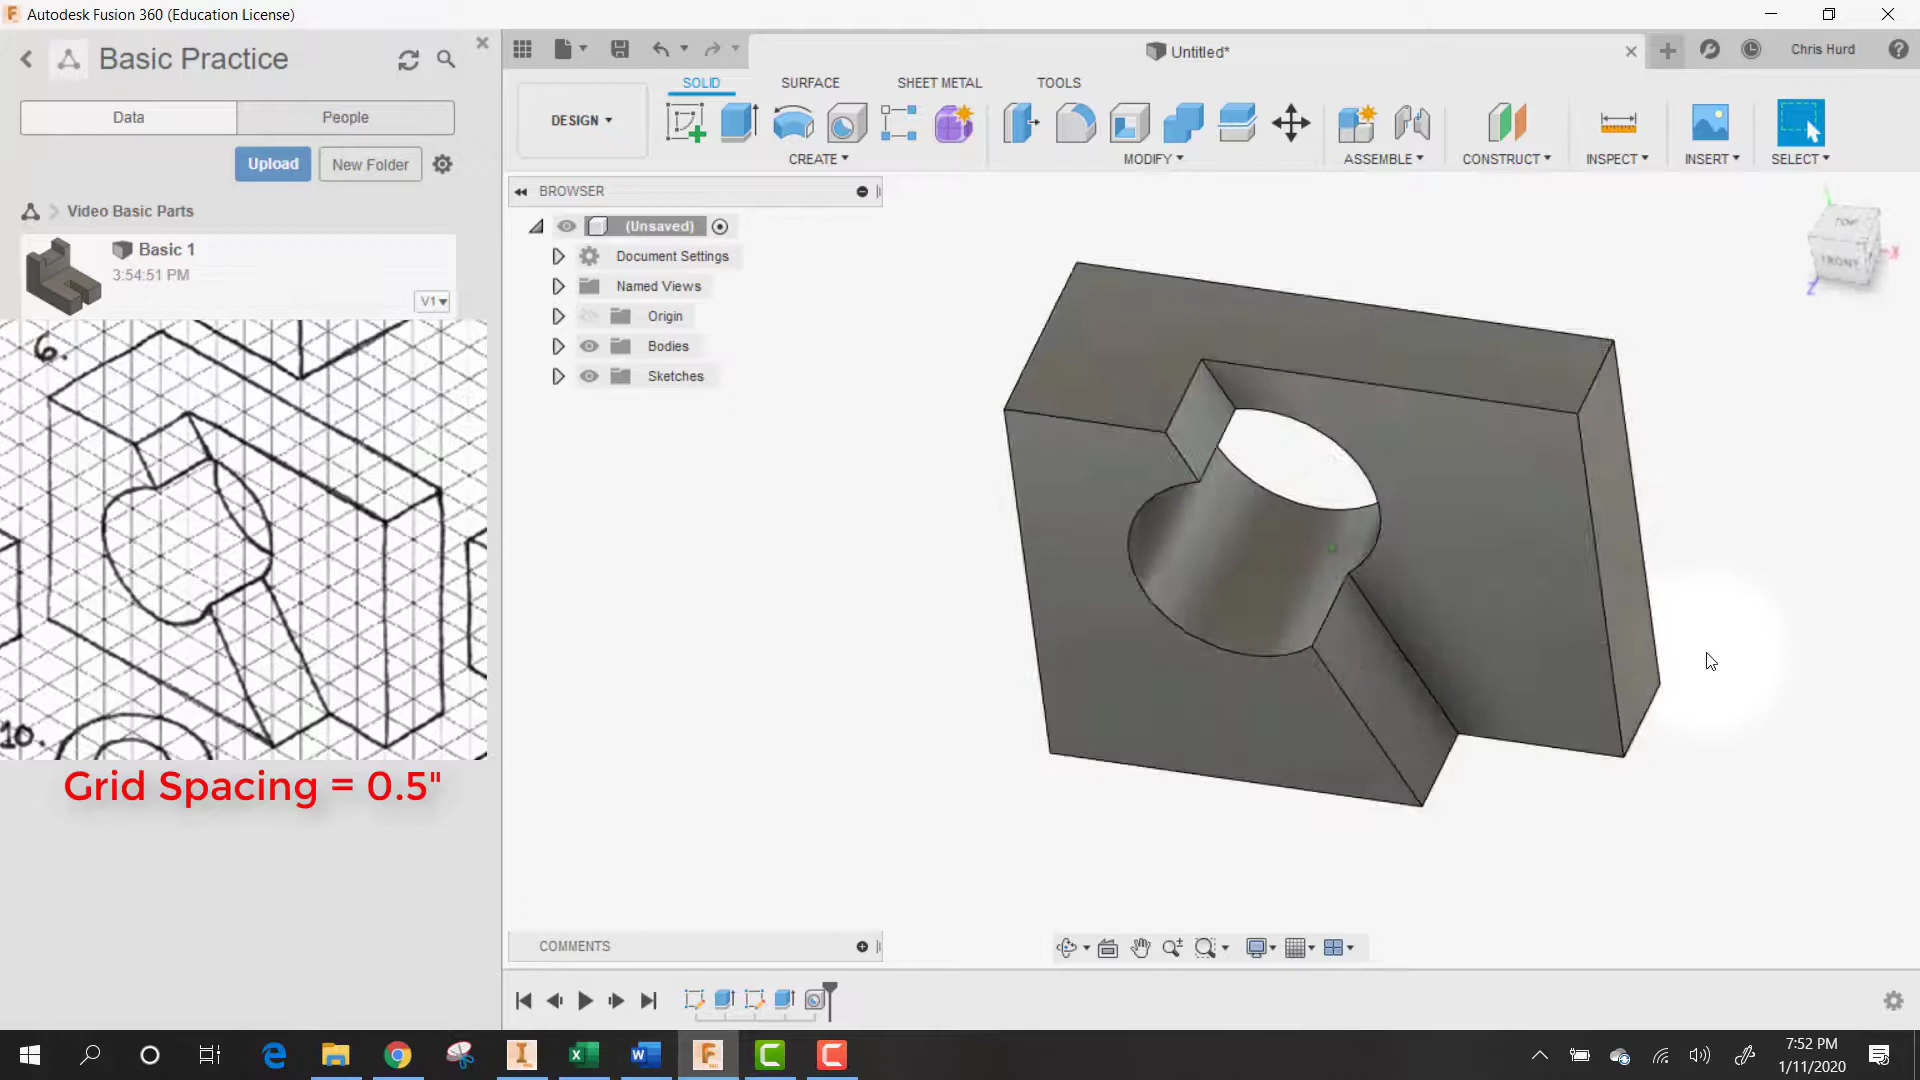 Autodesk Fusion 360 (Education License)
Basic Practice
Data
People
Upload
New Folder
Video Basic Parts
Basic 1
3:54:51 PM
V1
6.
10.
Grid Spacing = 0.5"
Untitled*
Chris Hurd
SOLID
SURFACE
SHEET METAL
TOOLS
DESIGN
CREATE
MODIFY
ASSEMBLE
CONSTRUCT
INSPECT
INSERT
SELECT
BROWSER
(Unsaved)
Document Settings
Named Views
Origin
Bodies
Sketches
TOP
FRONT
X
Z
COMMENTS
7:52 PM
1/11/2020